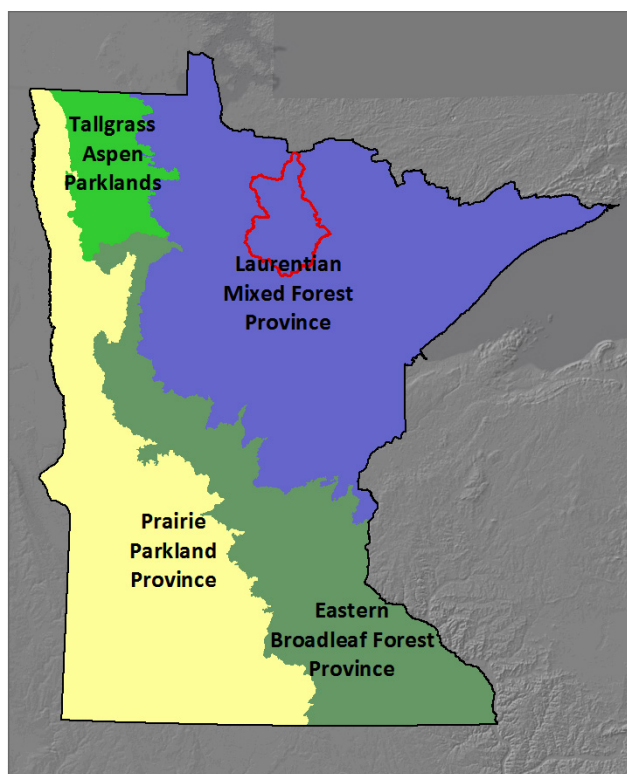 Tallgrass
Aspen
Parklands
Laurentian
Mixed Forest
Province
Prairie
Parkland
Province
Eastern
Broadleaf Forest
Province